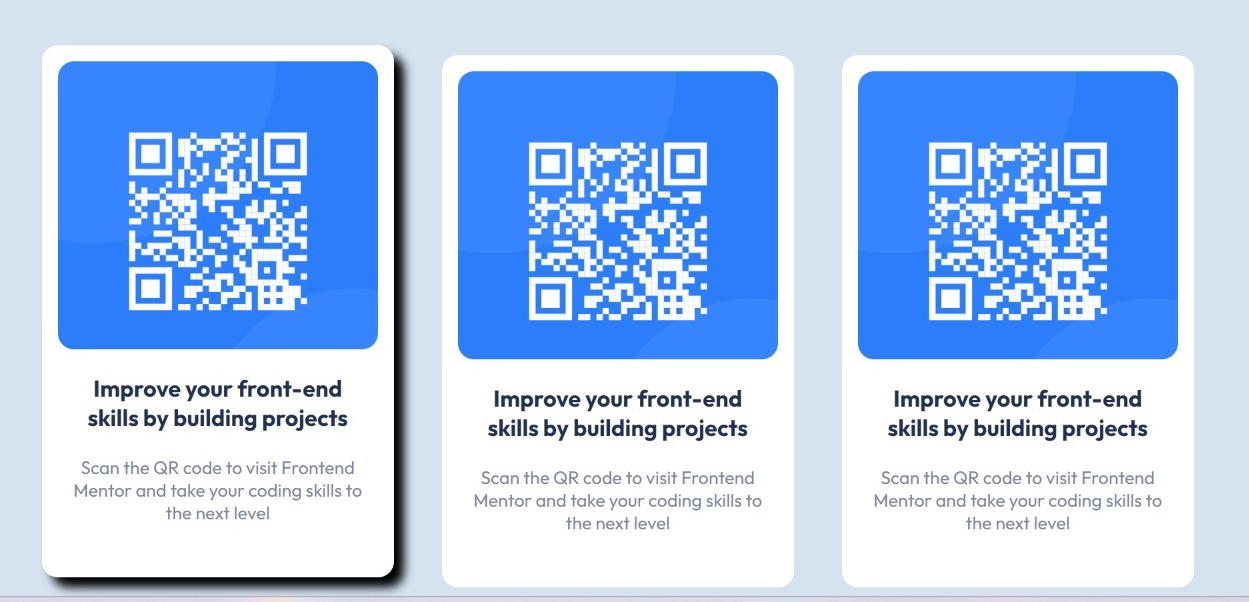 Improve your front-end
skills by building projects
Scan the QR code to visit Frontend
Mentor and take your coding skills to
the next level
Improve your front-end
skills by building projects
Scan the QR code to visit Frontend
Mentor and take your coding skills to
the next level
Improve your front-end
skills by building projects
Scan the QR code to visit Frontend
Mentor and take your coding skills to
the next level